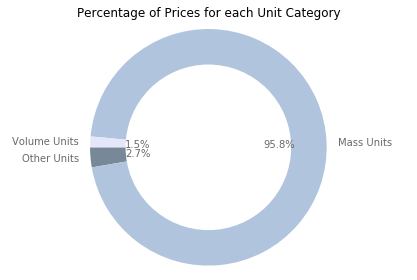 Percentage of Prices for each Unit Category
Volume Units
1.5%
95.8%
Mass Units
Other Units
2.7%